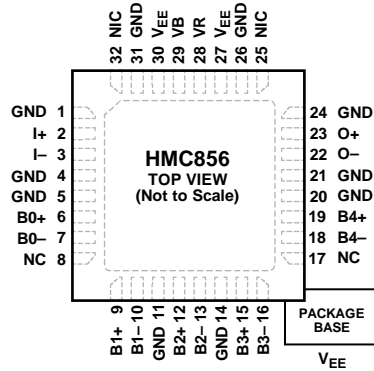 32 NIC
31 GND
30 VEE
29 VB
28 VR
27 VEE
26 GND
25 NIC
GND 1
I+ 2
I– 3
GND 4
GND 5
B0+ 6
B0– 7
NC 8
HMC856
TOP VIEW
(Not to Scale)
24 GND
23 O+
22 O–
21 GND
20 GND
19 B4+
18 B4–
17 NC
B1+ 9
B1– 10
GND 11
B2+ 12
B2– 13
GND 14
B3+ 15
B3– 16
PACKAGE
BASE
VEE